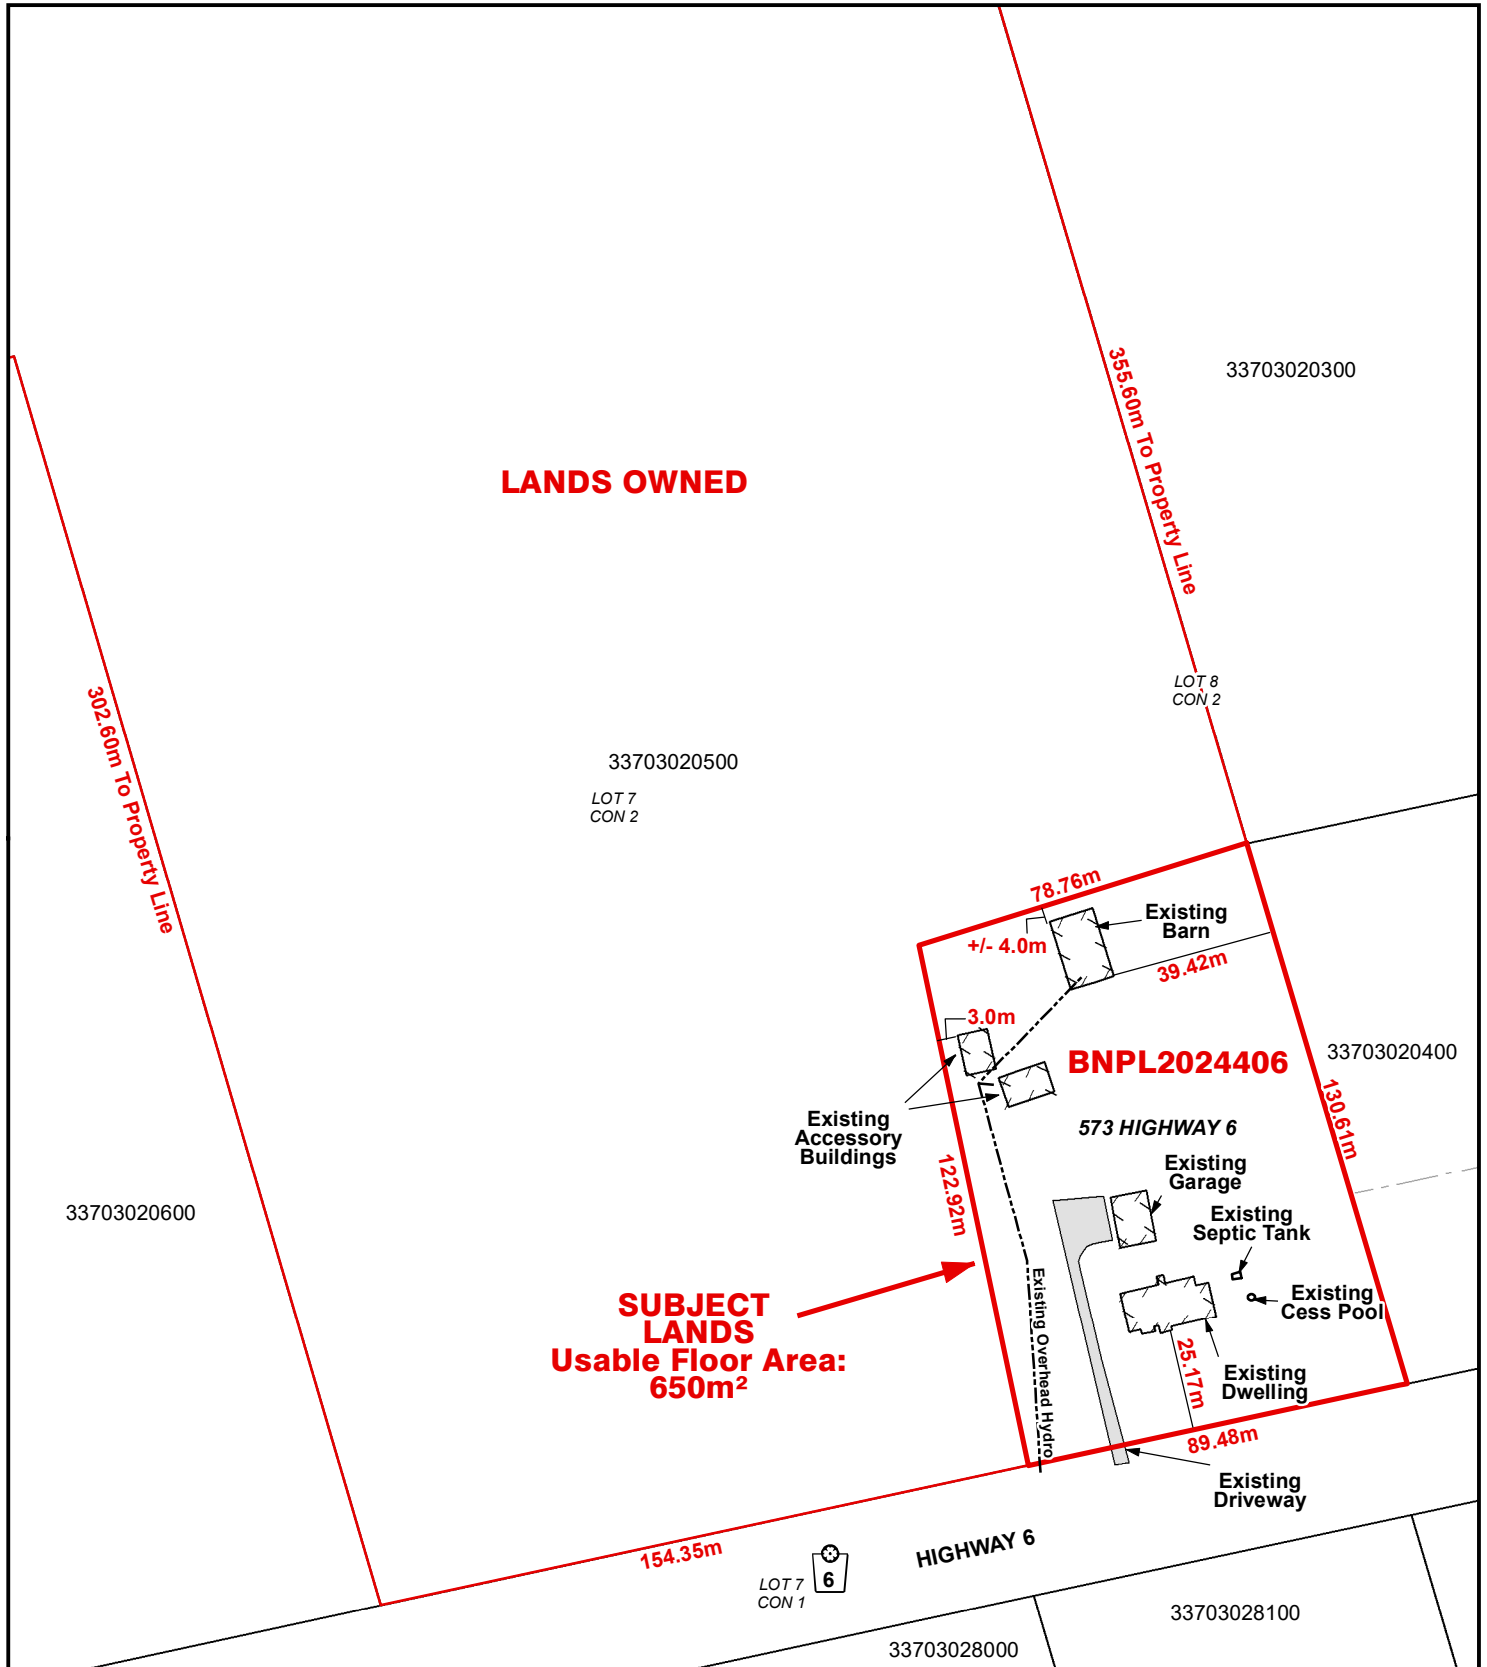 355.60m To Property Line
33703020300
LANDS OWNED
LOT 8
CON 2
302.60m To Property Line
33703020500
LOT 7
CON 2
78.76m
Existing
Barn
+/- 4.0m
39.42m
3.0m
BNPL2024406
33703020400
Existing
Accessory
Buildings
573 HIGHWAY 6
130.61m
122.92m
Existing
Garage
33703020600
Existing
Septic Tank
Existing Overhead Hydro
Existing
Cess Pool
SUBJECT
LANDS
Usable Floor Area:
650m²
25.17m
Existing
Dwelling
89.48m
Existing
Driveway
154.35m
HIGHWAY 6
6
LOT 7
CON 1
33703028100
33703028000